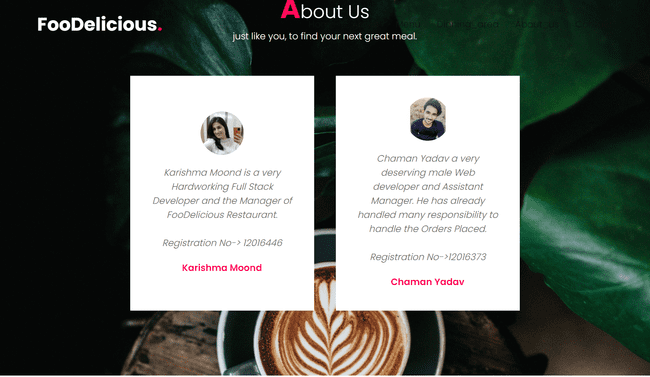 About Us
FooDelicious.
just like you, to find your next great meal.
Karishma Moond is a very
Hardworking Full Stack
Developer and the Manager of
FooDelicious Restaurant.
Registration No-> 12016446
Karishma Moond
Chaman Yadav a very
deserving male Web
developer and Assistant
Manager. He has already
handled many responsibility to
handle the Orders Placed.
Registration No->12016373
Chaman Yadav